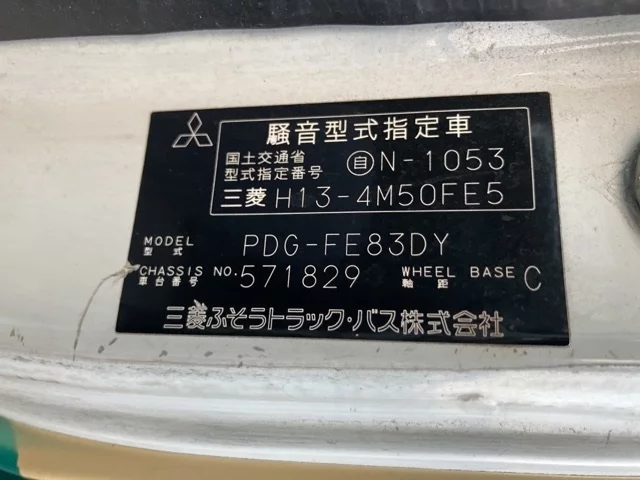 騒音型式指定車
国土交通省
型式指定番号 自N-1053
三菱 H13-4M50FE5
MODEL
型式 PDG-FE83DY
CHASSIS NO.
車台番号 571829 WHEEL BASE
軸距 C
三菱ふそうトラック・バス株式会社